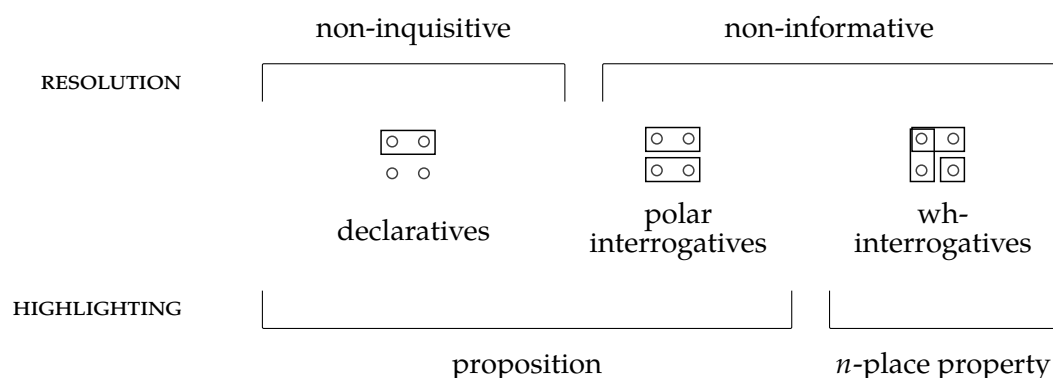 non-inquisitive non-informative
RESOLUTION
declaratives
polar
interrogatives
wh-
interrogatives
HIGHLIGHTING
proposition n-place property